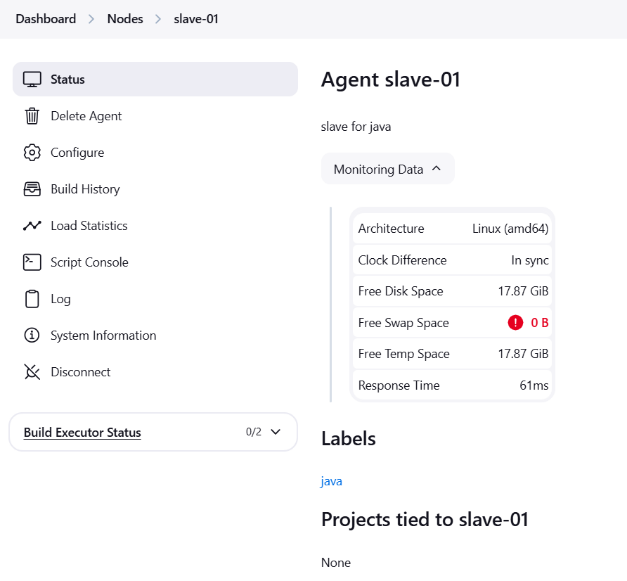 Dashboard > Nodes > slave-01
Status
Delete Agent
Configure
Build History
Load Statistics
Script Console
Log
System Information
Disconnect
Build Executor Status 0/2
Agent slave-01
slave for java
Monitoring Data
Architecture Linux (amd64)
Clock Difference In sync
Free Disk Space 17.87 GiB
Free Swap Space ! 0 B
Free Temp Space 17.87 GiB
Response Time 61ms
Labels
java
Projects tied to slave-01
None